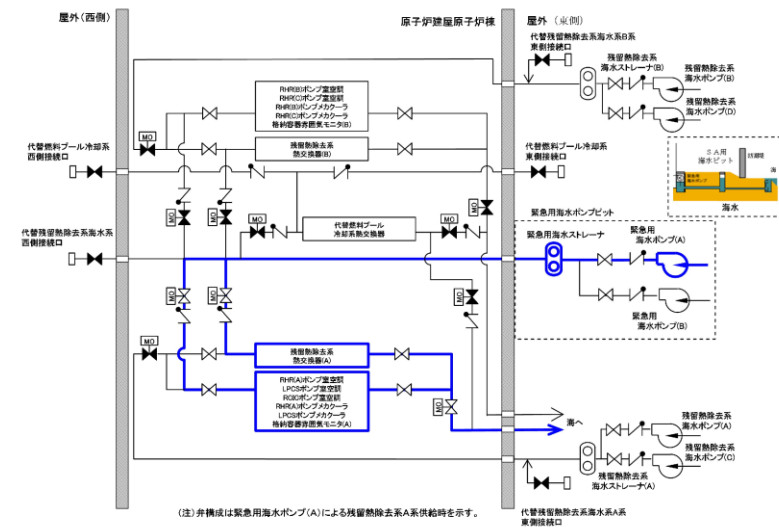 屋外(西側)
原子炉建屋原子炉棟
屋外(東側)
代替残留熱除去系海水系B系
東側接続口
残留熱除去系
海水ストレーナ(B)
残留熱除去系
海水ポンプ(B)
残留熱除去系
海水ポンプ(D)
RHR(B)ポンプ室空調
RHR(C)ポンプ室空調
RHR(B)ポンプメカクーラ
RHR(C)ポンプメカクーラ
格納容器雰囲気モニタ(B)
MO
残留熱除去系
熱交換器(B)
代替燃料プール冷却系
西側接続口
代替燃料プール冷却系
東側接続口
SA用
海水ピット
防潮堤
海
緊急用
海水ポンプ
海水
MO
MO
MO
MO
MO
代替燃料プール
冷却系熱交換器
緊急用海水ポンプピット
緊急用海水ストレーナ
緊急用
海水ポンプ(A)
代替残留熱除去系海水系
西側接続口
MO
MO
MO
緊急用
海水ポンプ(B)
MO
残留熱除去系
熱交換器(A)
RHR(A)ポンプ室空調
LPCSポンプ室空調
RCICポンプ室空調
RHR(A)ポンプメカクーラ
LPCSポンプメカクーラ
格納容器雰囲気モニタ(A)
MO
海へ
残留熱除去系
海水ポンプ(A)
残留熱除去系
海水ポンプ(C)
残留熱除去系
海水ストレーナ(A)
(注)弁構成は緊急用海水ポンプ(A)による残留熱除去系A系供給時を示す。
代替残留熱除去系海水系A系
東側接続口